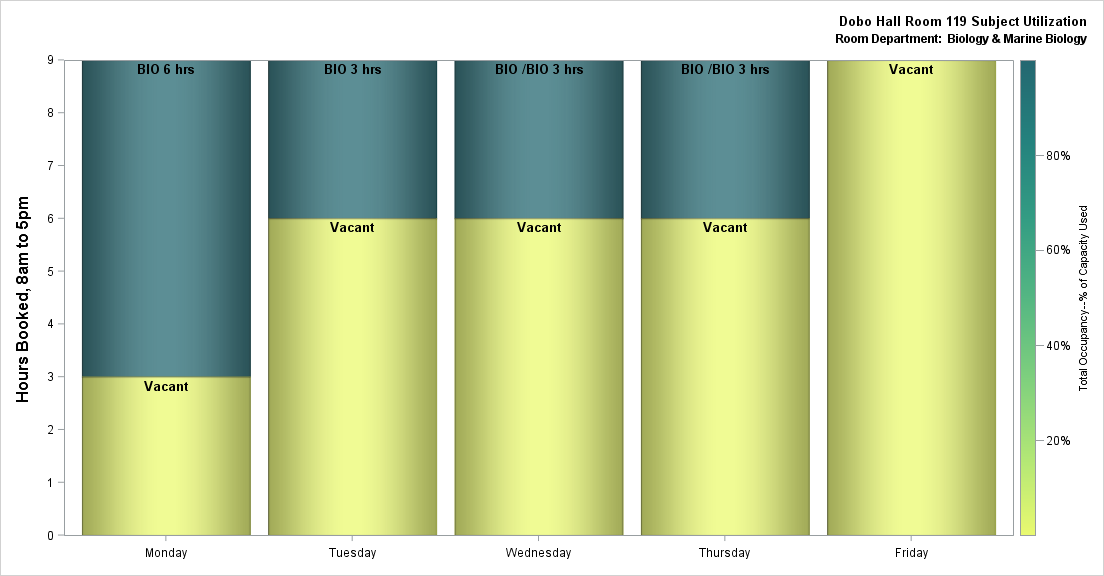 Dobo Hall Room 119 Subject Utilization
Room Department: Biology & Marine Biology
Hours Booked, 8am to 5pm
9
8
7
6
5
4
3
2
1
0
BIO 6 hrs
Vacant
BIO 3 hrs
Vacant
BIO /BIO 3 hrs
Vacant
BIO /BIO 3 hrs
Vacant
Vacant
Monday
Tuesday
Wednesday
Thursday
Friday
80%
60%
40%
20%
Total Occupancy--% of Capacity Used